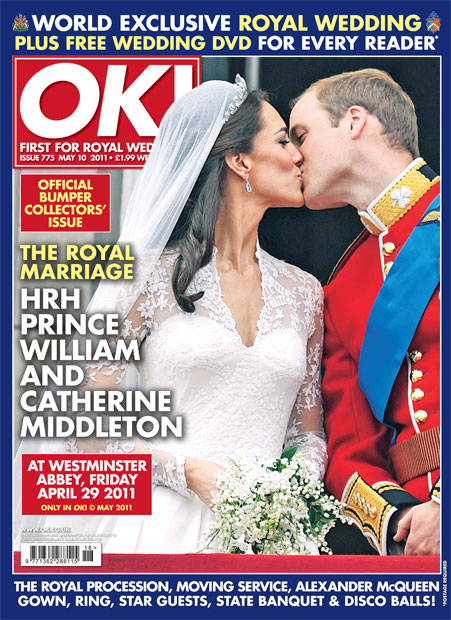 WORLD EXCLUSIVE ROYAL WEDDING
PLUS FREE WEDDING DVD FOR EVERY READER*
OK!
FIRST FOR ROYAL WED
ISSUE 775 MAY 10 2011 • £1.99 WE
OFFICIAL
BUMPER
COLLECTORS'
ISSUE
THE ROYAL
MARRIAGE
HRH
PRINCE
WILLIAM
AND
CATHERINE
MIDDLETON
AT WESTMINSTER
ABBEY, FRIDAY
APRIL 29 2011
ONLY IN OK! © MAY 2011
WWW.OK.CO.UK
18>
9 771362 288115
THE ROYAL PROCESSION, MOVING SERVICE, ALEXANDER McQUEEN
GOWN, RING, STAR GUESTS, STATE BANQUET & DISCO BALLS!
*POSTAGE REQUIRED